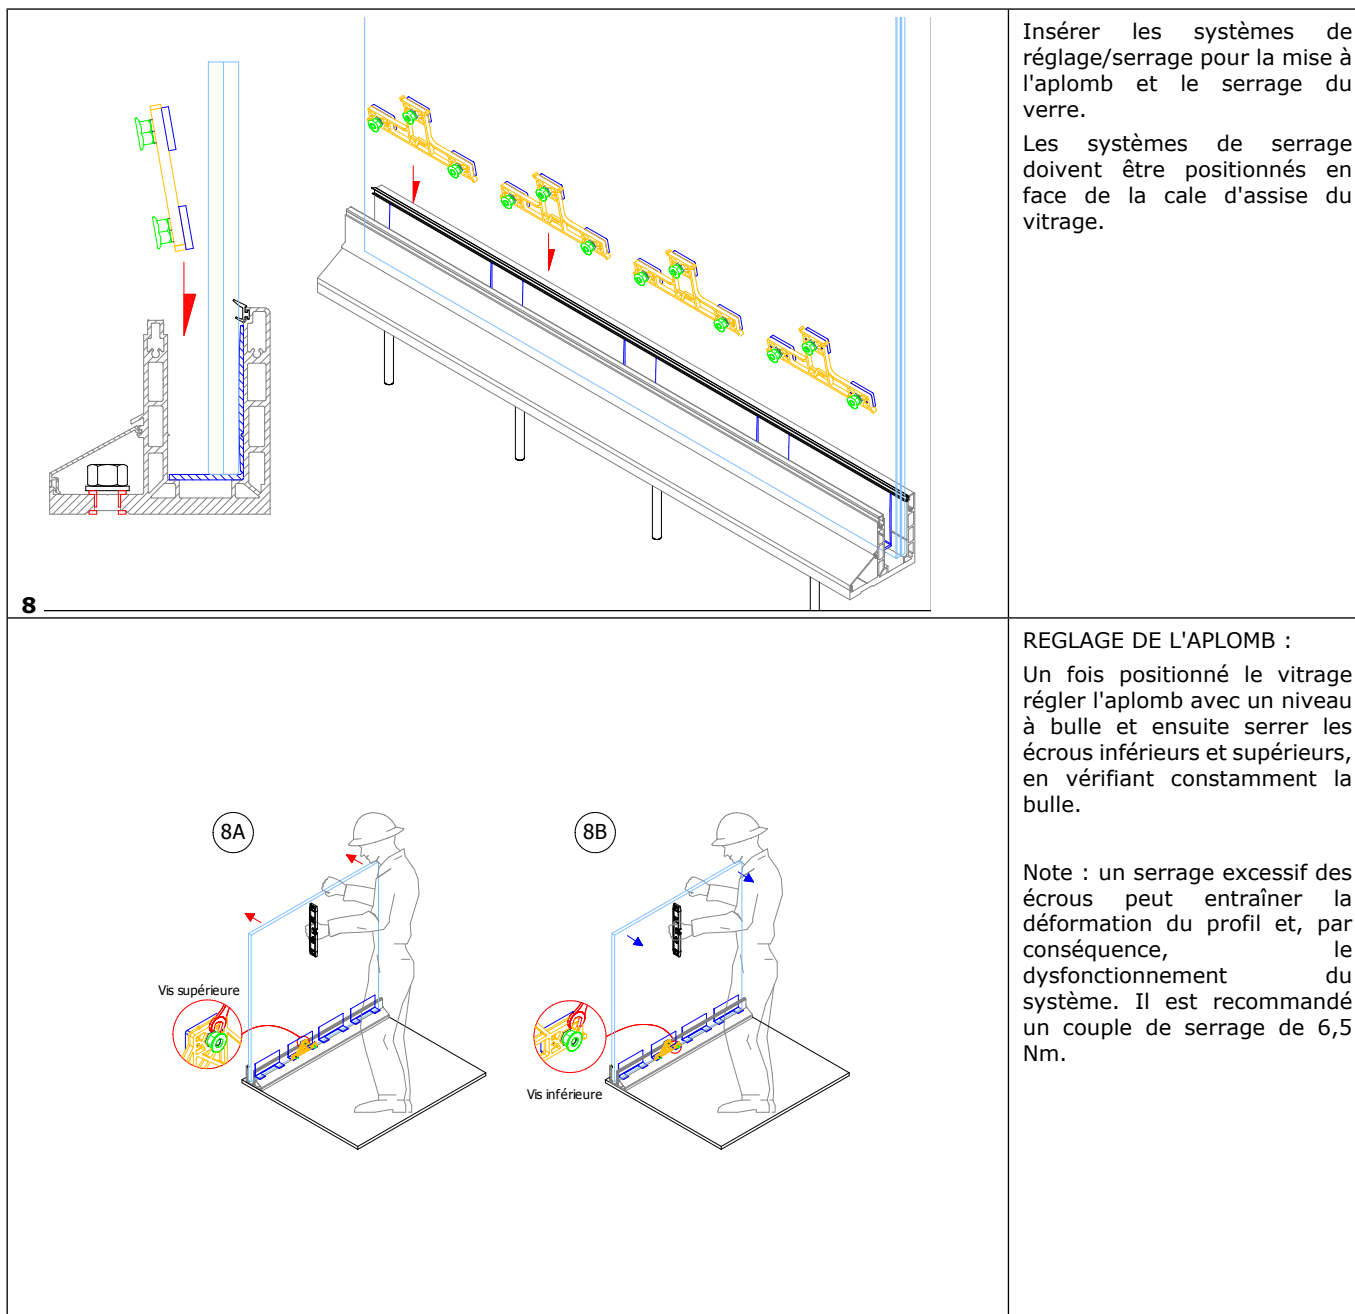 Insérer les systèmes de
réglage/serrage pour la mise à
l'aplomb et le serrage du
verre.
Les systèmes de serrage
doivent être positionnés en
face de la cale d'assise du
vitrage.
8
REGLAGE DE L'APLOMB :
Un fois positionné le vitrage
régler l'aplomb avec un niveau
à bulle et ensuite serrer les
écrous inférieurs et supérieurs,
en vérifiant constamment la
bulle.
Note : un serrage excessif des
écrous peut entraîner la
déformation du profil et, par
conséquence, le
dysfonctionnement du
système. Il est recommandé
un couple de serrage de 6,5
Nm.
8A
Vis supérieure
8B
Vis inférieure